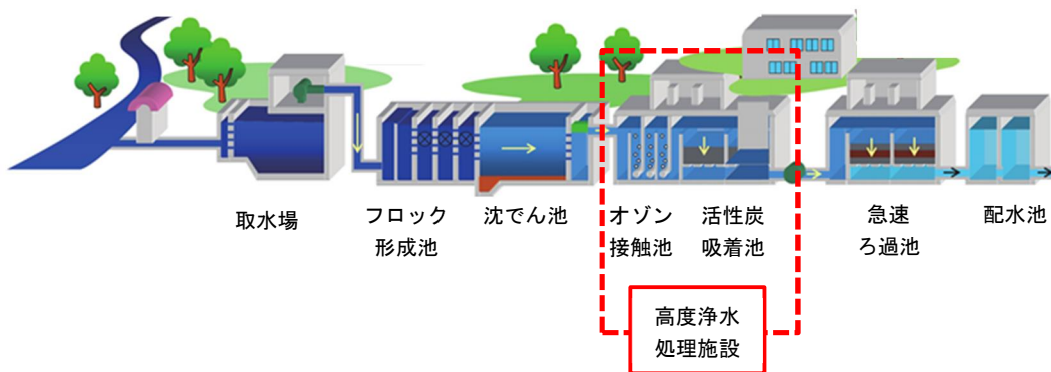 取水場
フロック
形成池
沈でん池
オゾン
接触池
活性炭
吸着池
急速
ろ過池
配水池
高度浄水
処理施設